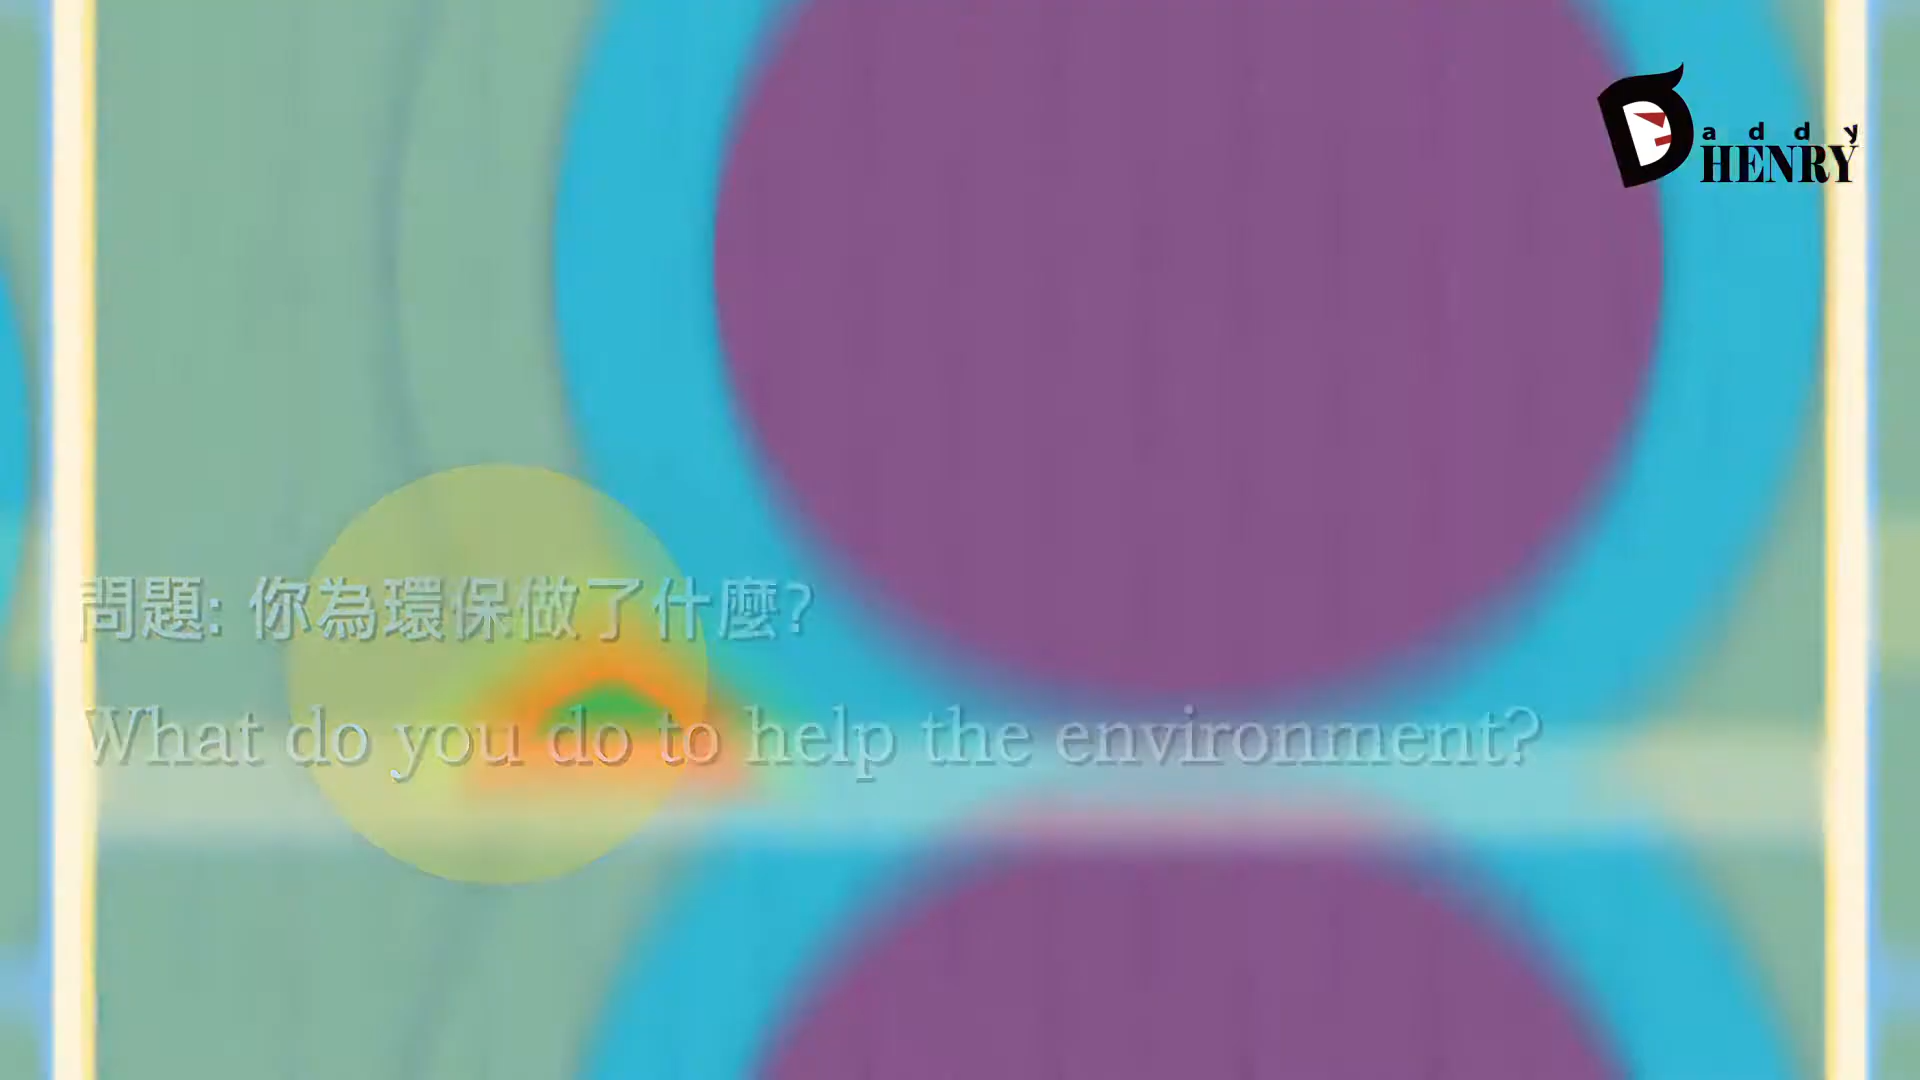 Daddy
HENRY
問題: 你為環保做了什麼?
What do you do to help the environment?